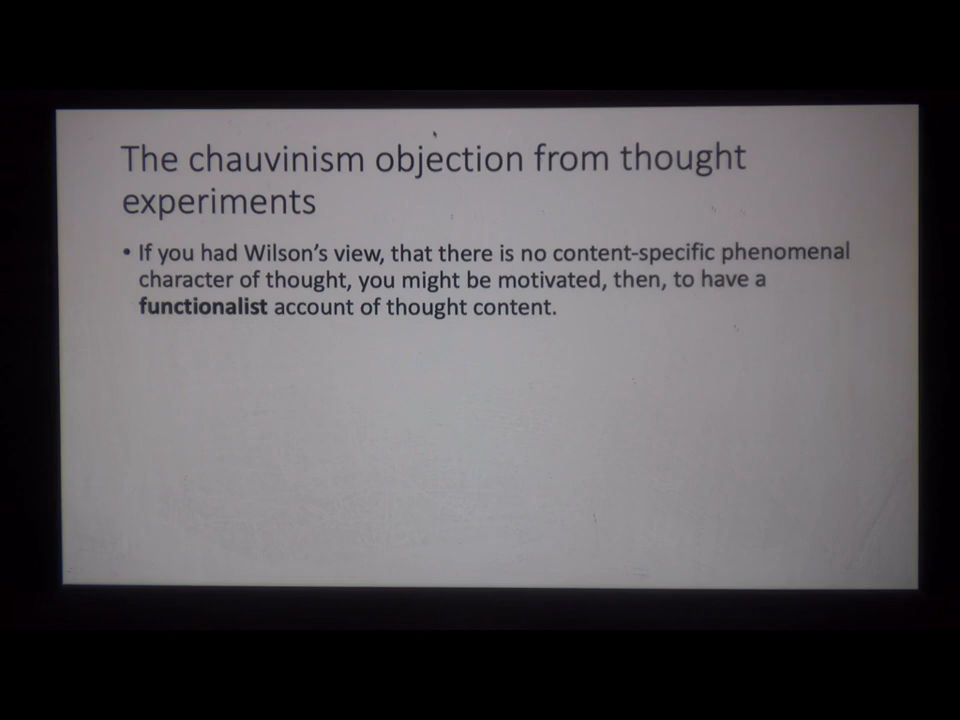 The chauvinism objection from thought
experiments
• If you had Wilson's view, that there is no content-specific phenomenal
character of thought, you might be motivated, then, to have a
functionalist account of thought content.